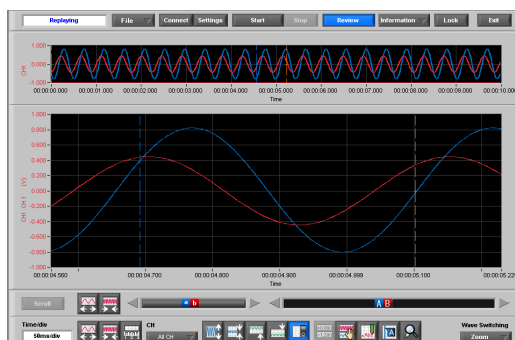 Replaying File Connect Settings Start Stop Review Information Lock Exit
1.000
0.000
-1.000
CH1
00:00:00.000 00:00:01.000 00:00:02.000 00:00:03.000 00:00:04.000 00:00:05.000 00:00:06.000 00:00:07.000 00:00:08.000 00:00:09.000 00:00:10.000
Time
1.000
0.800
0.600
0.400
0.200
0.000
-0.200
-0.400
-0.600
-0.800
-1.000
CH1 CH 1 (V)
00:00:04.560 00:00:04.700 00:00:04.800 00:00:04.900 00:00:04.999 00:00:05.100 00:00:05.225
Time
Scroll a b A B
Time/div CH Wave Switching
50ms/div All CH A Zoom